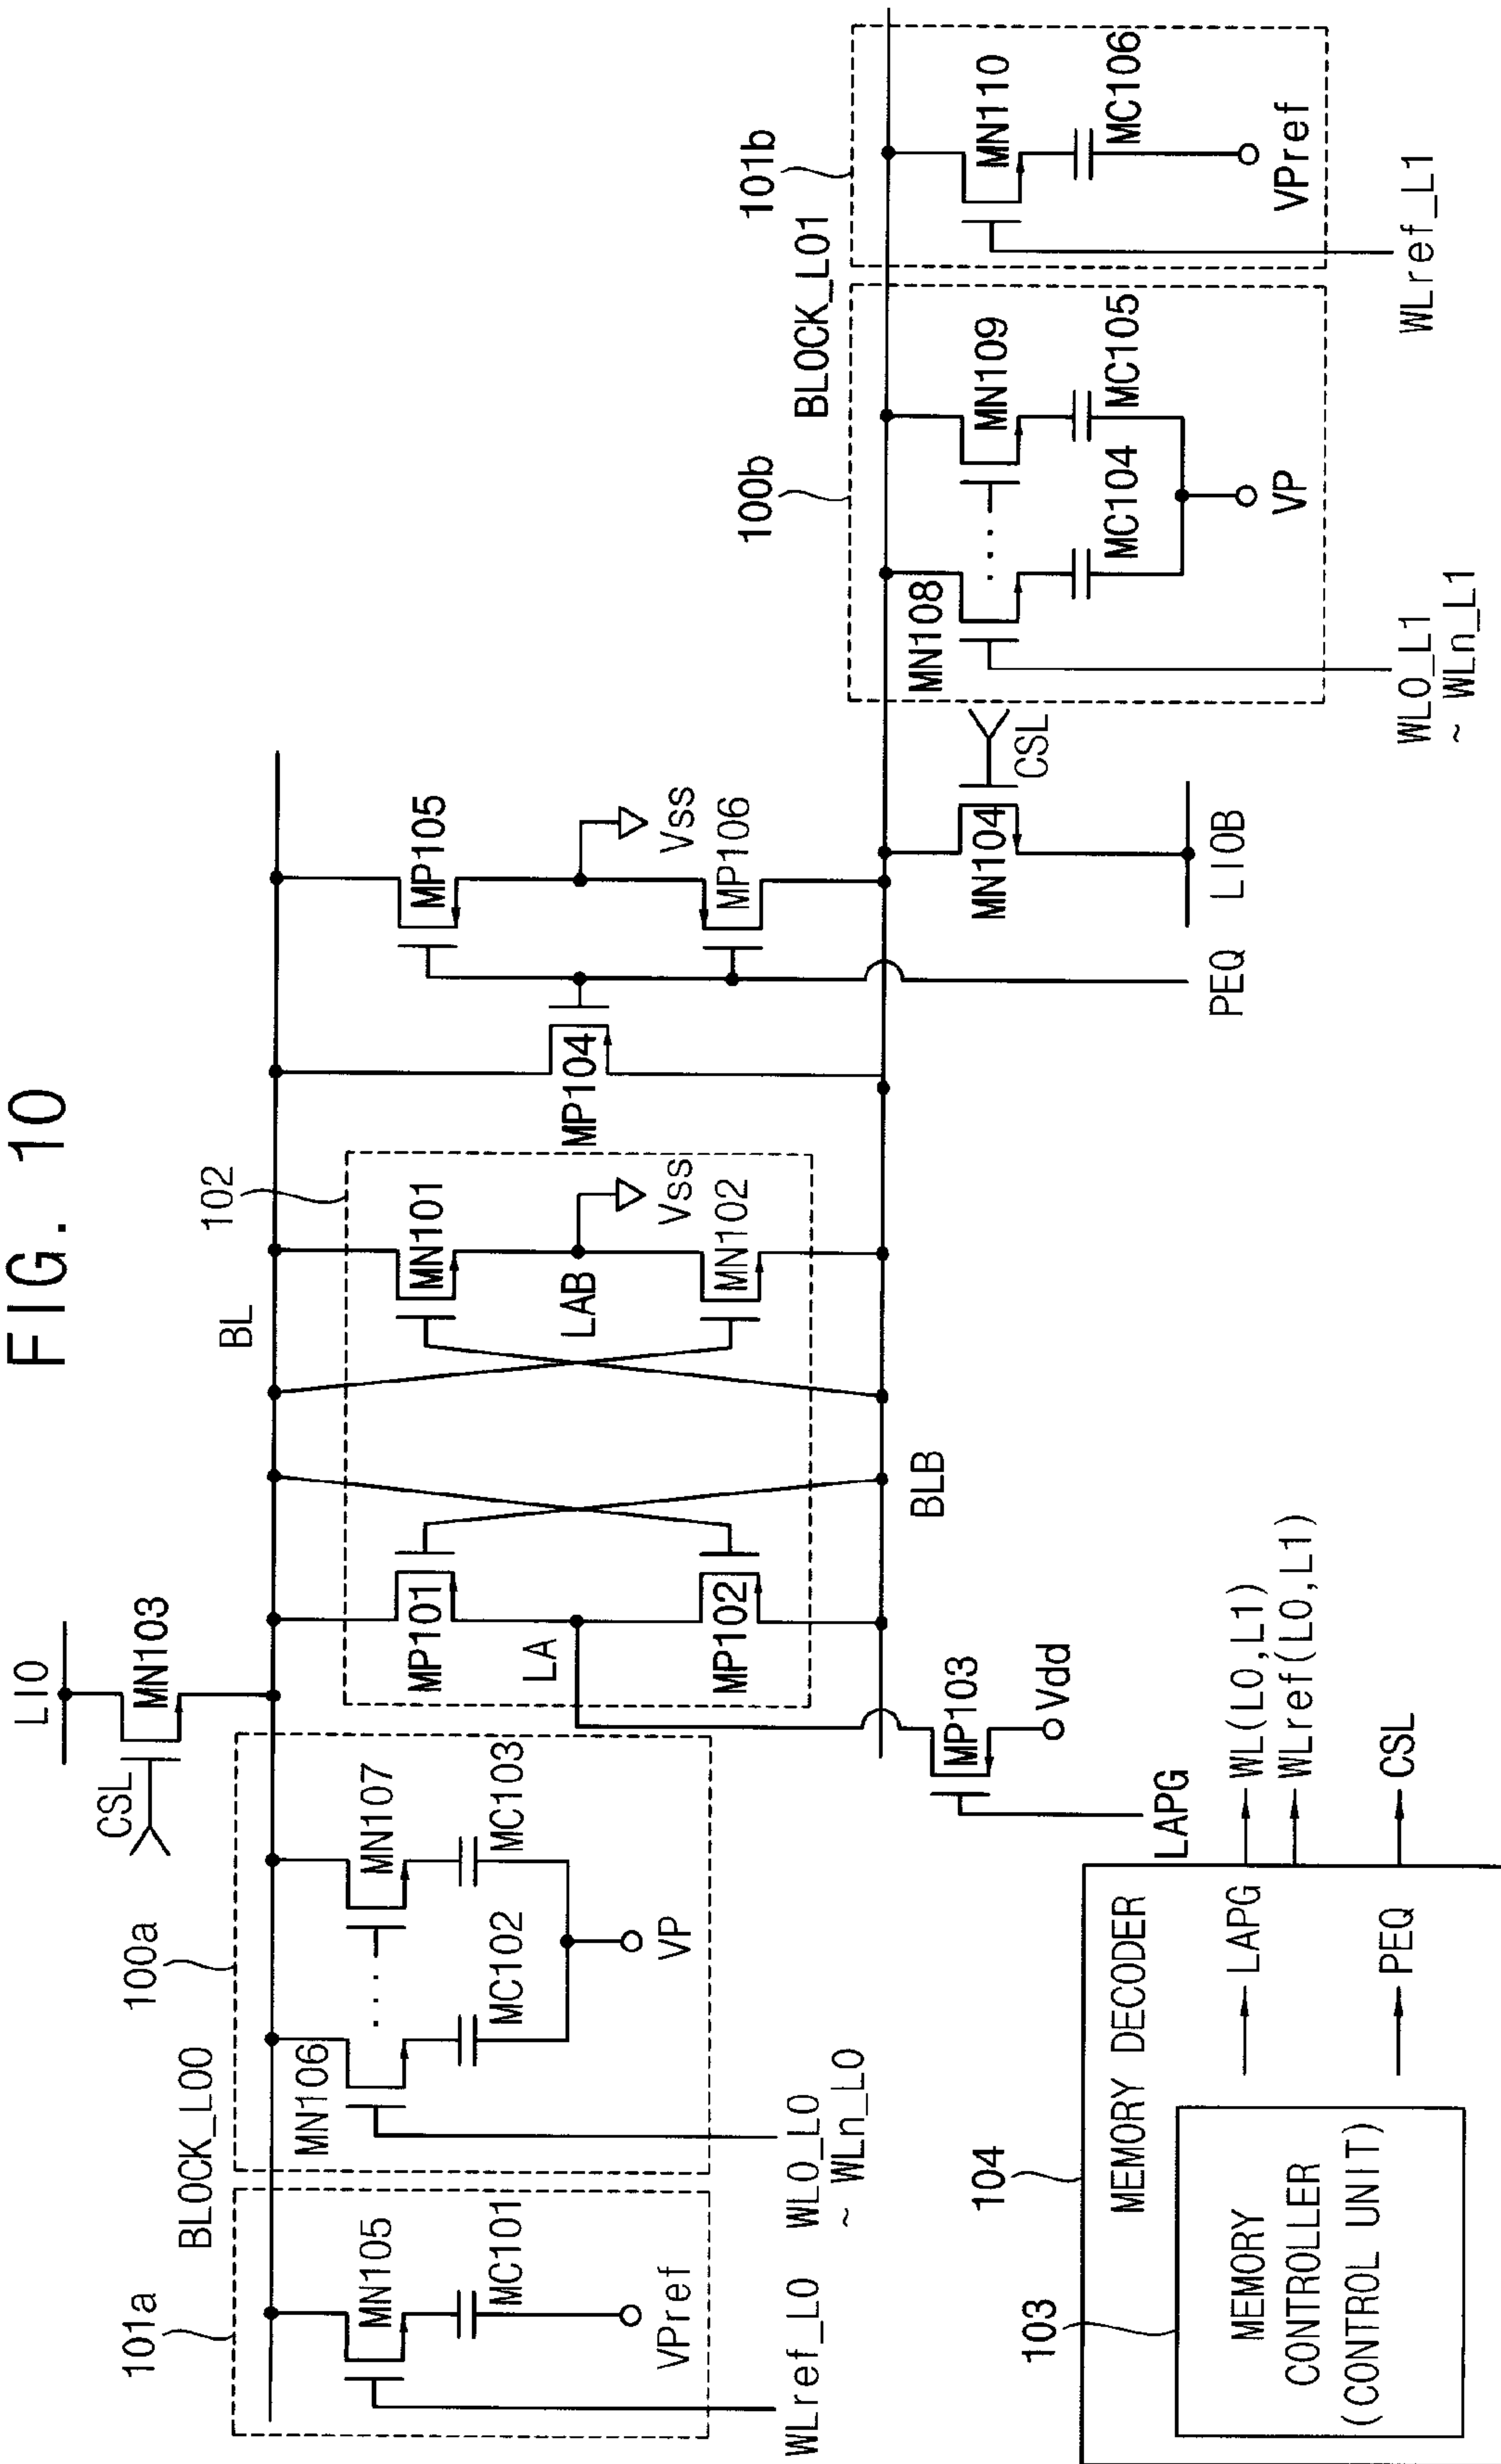 FIG. 10
LIO
CSL
MN103
BL
102
BLOCK_L00
100a
101a
MN105
MC101
VPref
WLref_L0
MN106
MN107
MC102
MC103
VP
WL0_L0
~ WLn_L0
MP101
LA
MP102
MN101
LAB
Vss
MN102
BLB
MP104
MP105
Vss
MP106
PEQ
LIOB
MN104
CSL
MP103
Vdd
LAPG
BLOCK_L01
100b
101b
MN108
MN109
MC104
MC105
VP
WL0_L1
~ WLn_L1
MN110
MC106
VPref
WLref_L1
104
MEMORY DECODER
103
MEMORY
CONTROLLER
(CONTROL UNIT)
LAPG
PEQ
WL(L0,L1)
WLref(L0,L1)
CSL